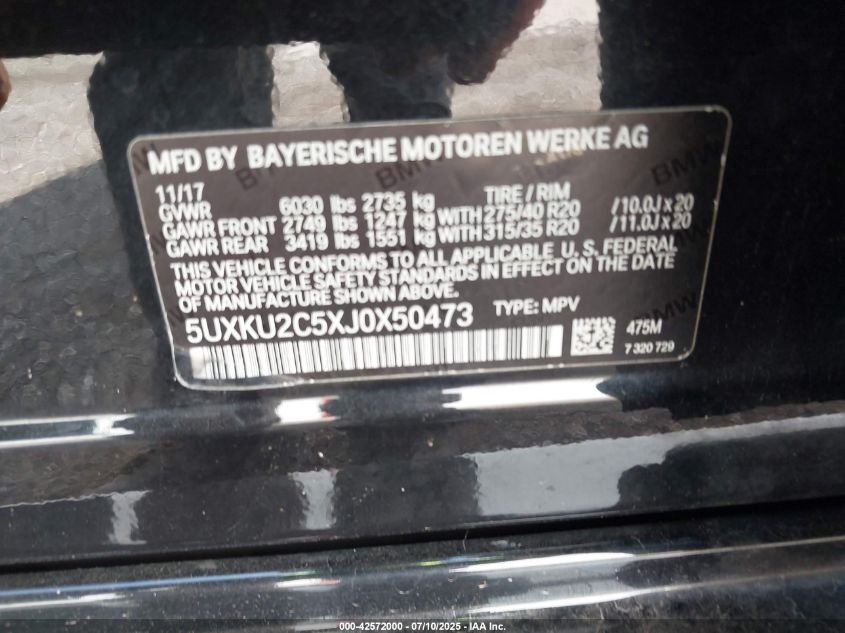 MFD BY BAYERISCHE MOTOREN WERKE AG
11/17 TIRE / RIM
GVWR 6030 lbs 2735 kg
GAWR FRONT 2749 lbs 1247 kg WITH 275/40 R20 /10.0J x 20
GAWR REAR 3419 lbs 1551 kg WITH 315/35 R20 /11.0J x 20
THIS VEHICLE CONFORMS TO ALL APPLICABLE U. S. FEDERAL
MOTOR VEHICLE SAFETY STANDARDS IN EFFECT ON THE DATE
OF MANUFACTURE SHOWN ABOVE.
5UXKU2C5XJ0X50473 TYPE: MPV
475M
7 320 729
BMW
BMW
BMW
000-42572000 - 07/10/2025 - IAA Inc.